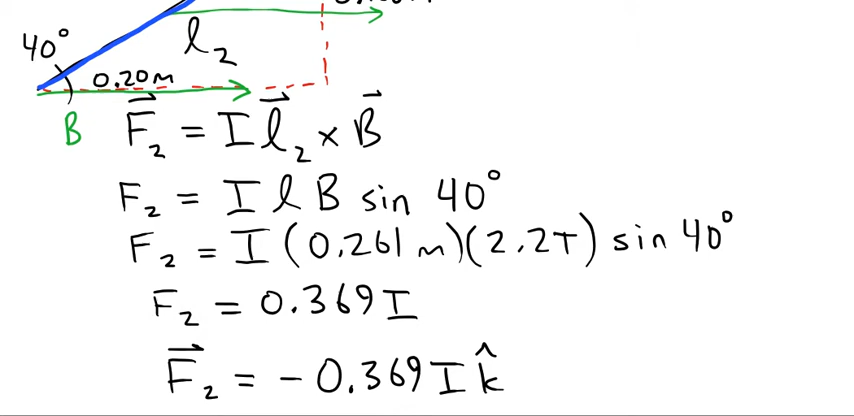 40°
ℓ₂
0.20m
B
F⃗₂ = I ℓ⃗₂ × B⃗
F₂ = I ℓ B sin 40°
F₂ = I (0.261 m)(2.2T) sin 40°
F₂ = 0.369 I
F⃗₂ = - 0.369 I k̂